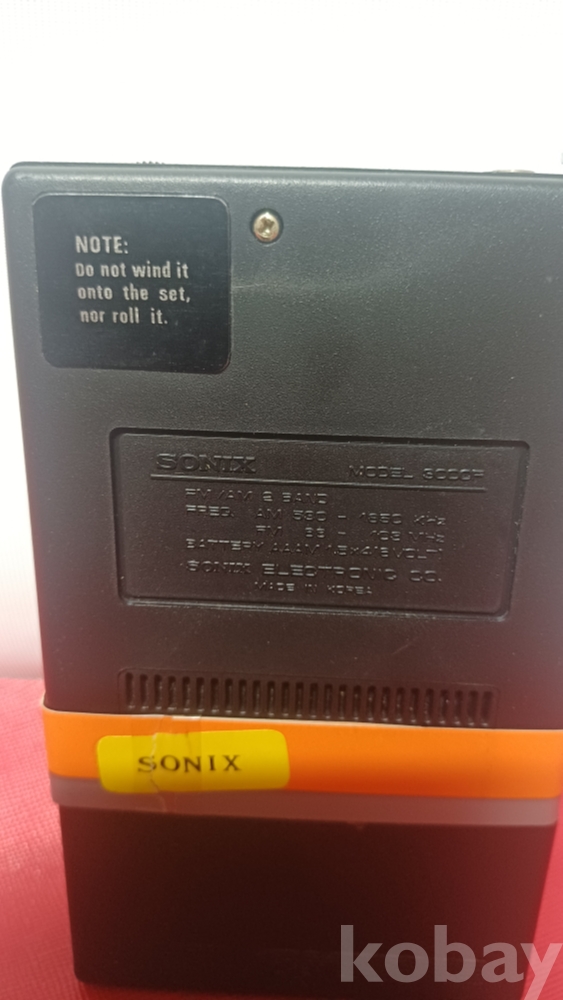 NOTE:
Do not wind it
onto the set,
nor roll it.
SONIX MODEL
FM/AM 2 BAND
FREQ. AM 530 - 1650 KHz
FM 88 - 108 MHz
BATTERY
SONIX ELECTRONIC CO.
MADE IN KOREA
SONIX
kobay